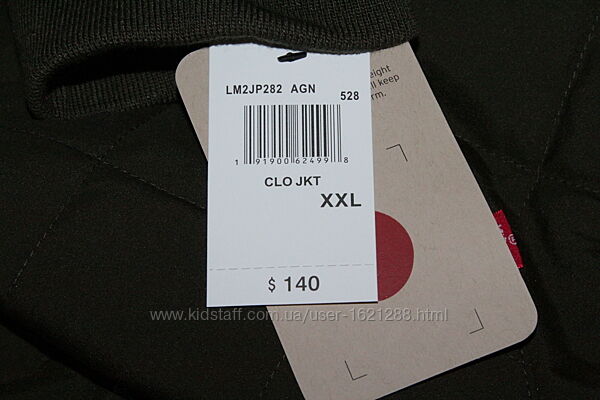 LM2JP282 AGN
528
1 91900 62499 8
CLO JKT
XXL
$ 140
eight
ll keep
rm.
®
www.kidstaff.com.ua/user-1621288.html